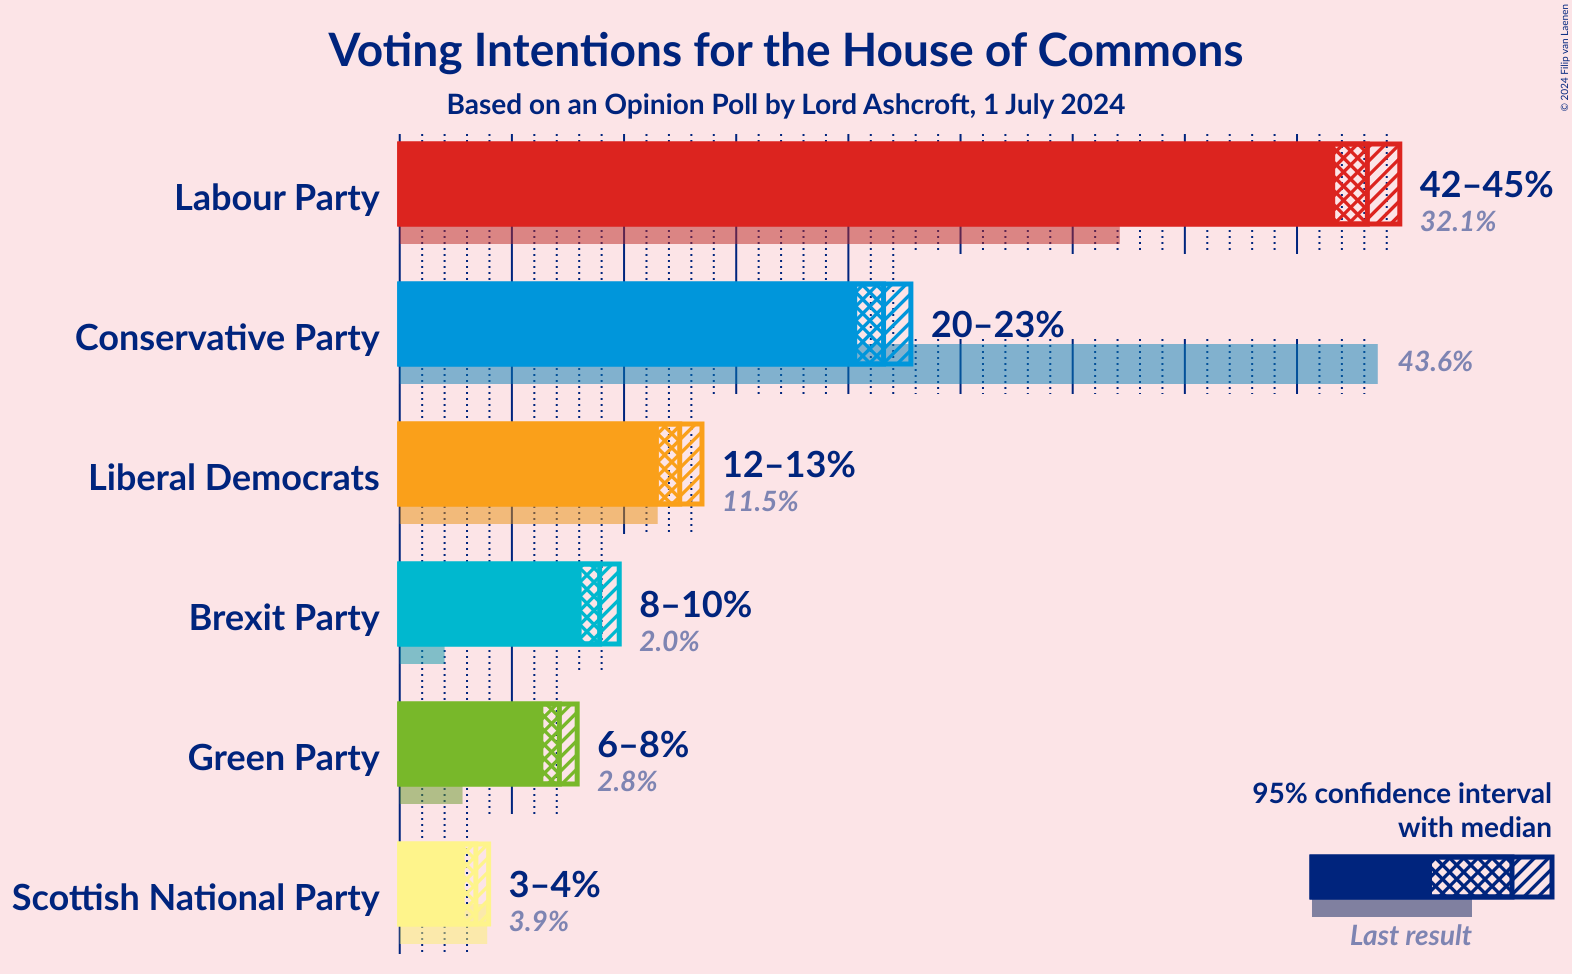 Voting Intentions for the House of Commons
Based on an Opinion Poll by Lord Ashcroft, 1 July 2024
© 2024 Filip van Laenen
Labour Party
42–45%
32.1%
Conservative Party
20–23%
43.6%
Liberal Democrats
12–13%
11.5%
Brexit Party
8–10%
2.0%
Green Party
6–8%
2.8%
Scottish National Party
3–4%
3.9%
95% confidence interval
with median
Last result